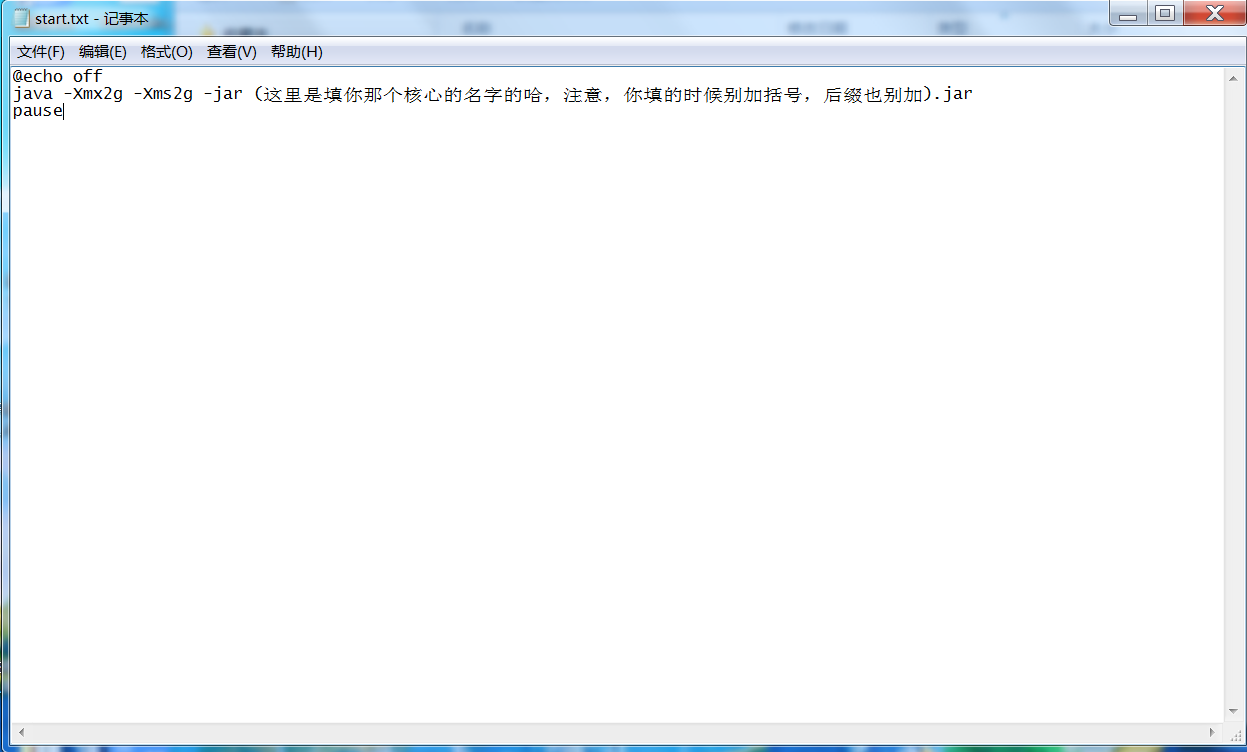 start.txt - 记事本
文件(F) 编辑(E) 格式(O) 查看(V) 帮助(H)
@echo off
java -Xmx2g -Xms2g -jar (这里是填你那个核心的名字的哈，注意，你填的时候别加括号，后缀也别加).jar
pause